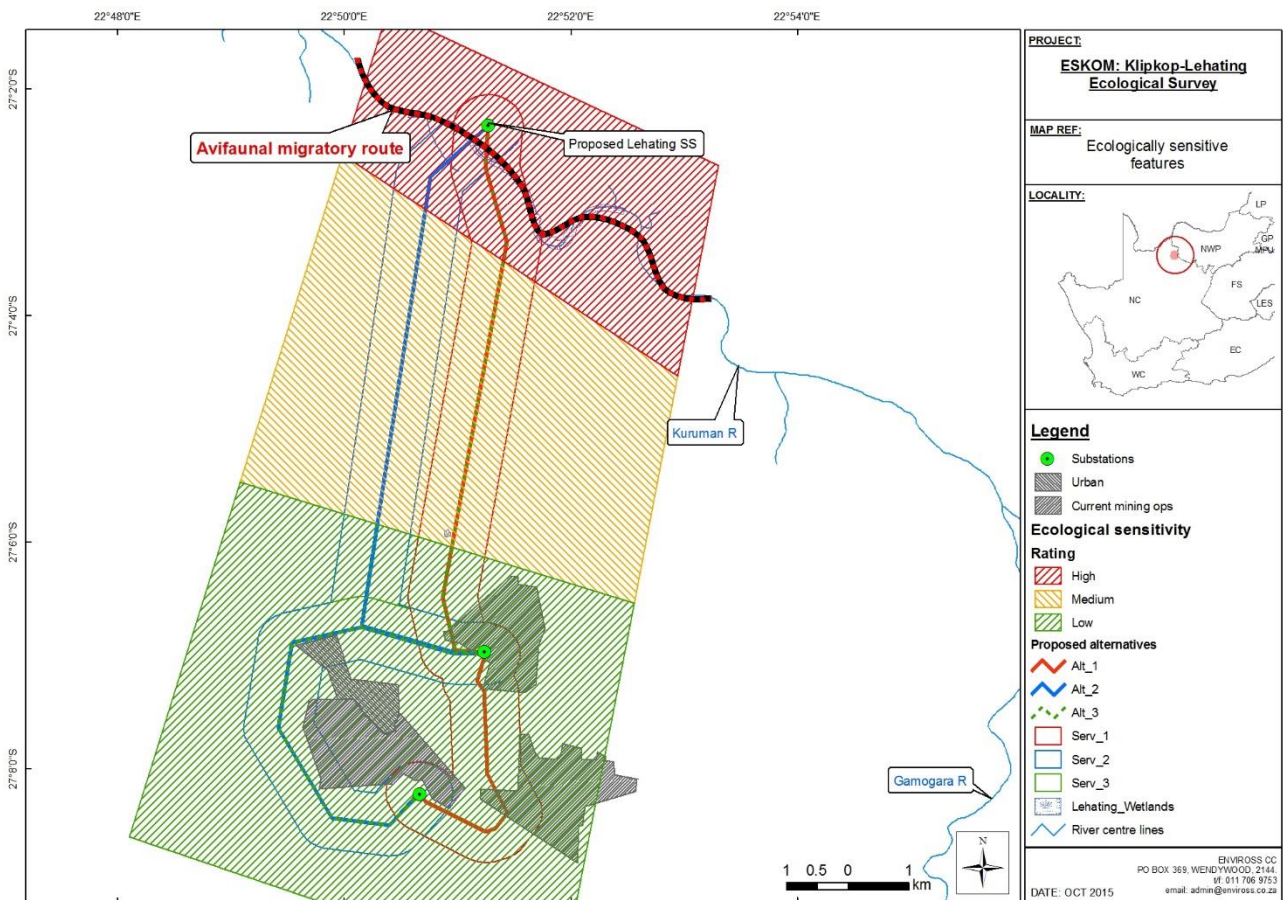 22°48'0"E
22°50'0"E
22°52'0"E
22°54'0"E
27°2'0"S
27°4'0"S
27°6'0"S
27°8'0"S
Avifaunal migratory route
Proposed Lehating SS
Kuruman R
Gamogara R
N
1 0.5 0 1
km
PROJECT:
ESKOM: Klipkop-Lehating
Ecological Survey
MAP REF:
Ecologically sensitive
features
LOCALITY:
LP
NWP
GP
MPU
NC
FS
LES
EC
WC
Legend
Substations
Urban
Current mining ops
Ecological sensitivity
Rating
High
Medium
Low
Proposed alternatives
Alt_1
Alt_2
Alt_3
Serv_1
Serv_2
Serv_3
Lehating_Wetlands
River centre lines
ENVIROSS CC
PO BOX 369, WENDYWOOD, 2144.
t/f: 011 706 9753
DATE: OCT 2015
email: admin@enviross.co.za